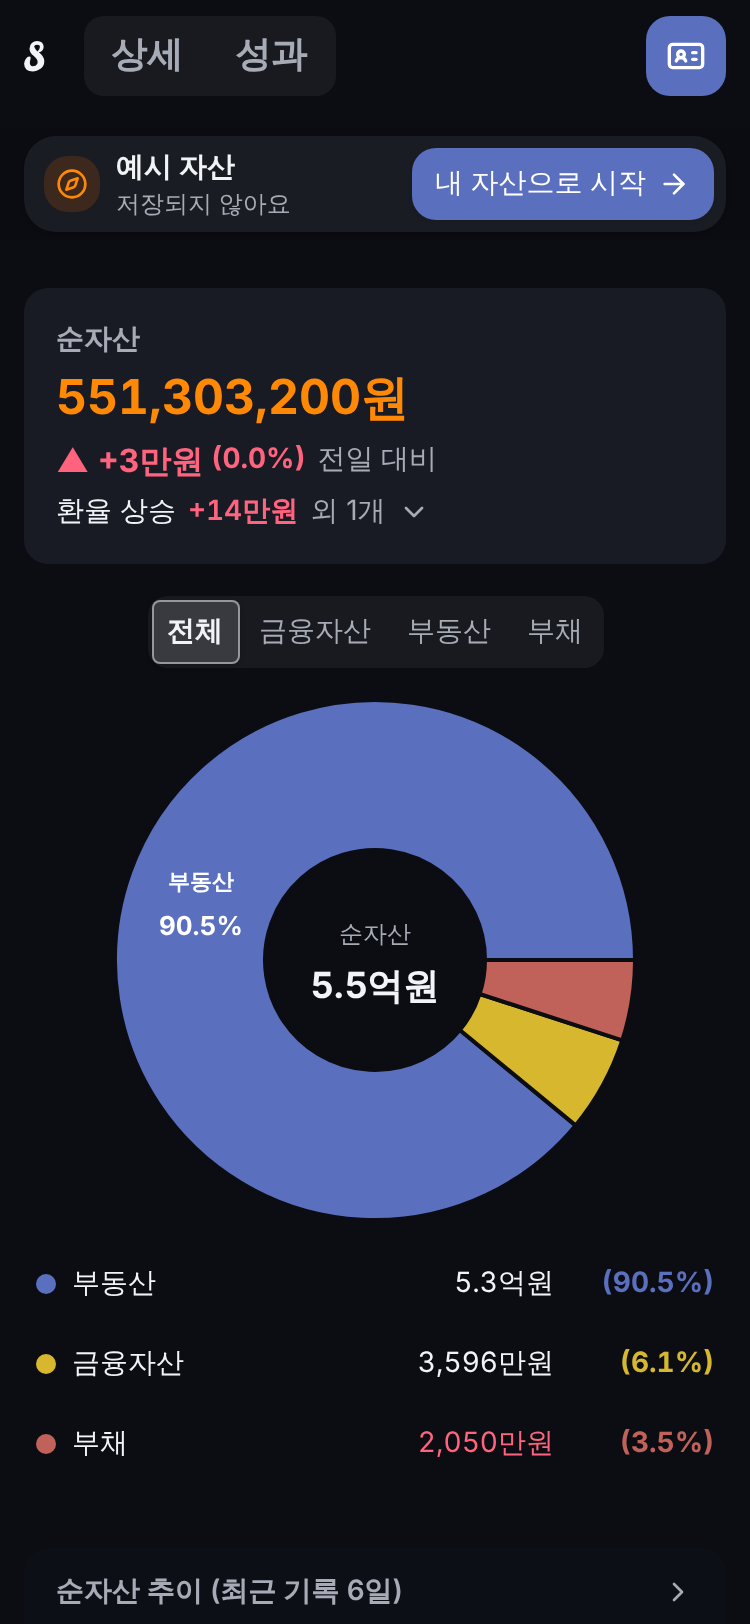 S
상세 성과
예시 자산
저장되지 않아요
내 자산으로 시작 →
순자산
551,303,200원
▲ +3만원 (0.0%) 전일 대비
환율 상승 +14만원 외 1개
전체 금융자산 부동산 부채
부동산
90.5%
순자산
5.5억원
부동산 5.3억원 (90.5%)
금융자산 3,596만원 (6.1%)
부채 2,050만원 (3.5%)
순자산 추이 (최근 기록 6일)